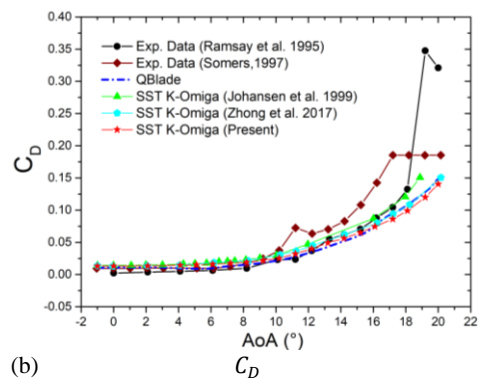 0.40
0.35
0.30
0.25
0.20
0.15
0.10
0.05
0.00
-0.05
C_D
Exp. Data (Ramsay et al. 1995)
Exp. Data (Somers,1997)
QBlade
SST K-Omiga (Johansen et al. 1999)
SST K-Omiga (Zhong et al. 2017)
SST K-Omiga (Present)
-2 0 2 4 6 8 10 12 14 16 18 20 22
AoA (°)
(b) C_D